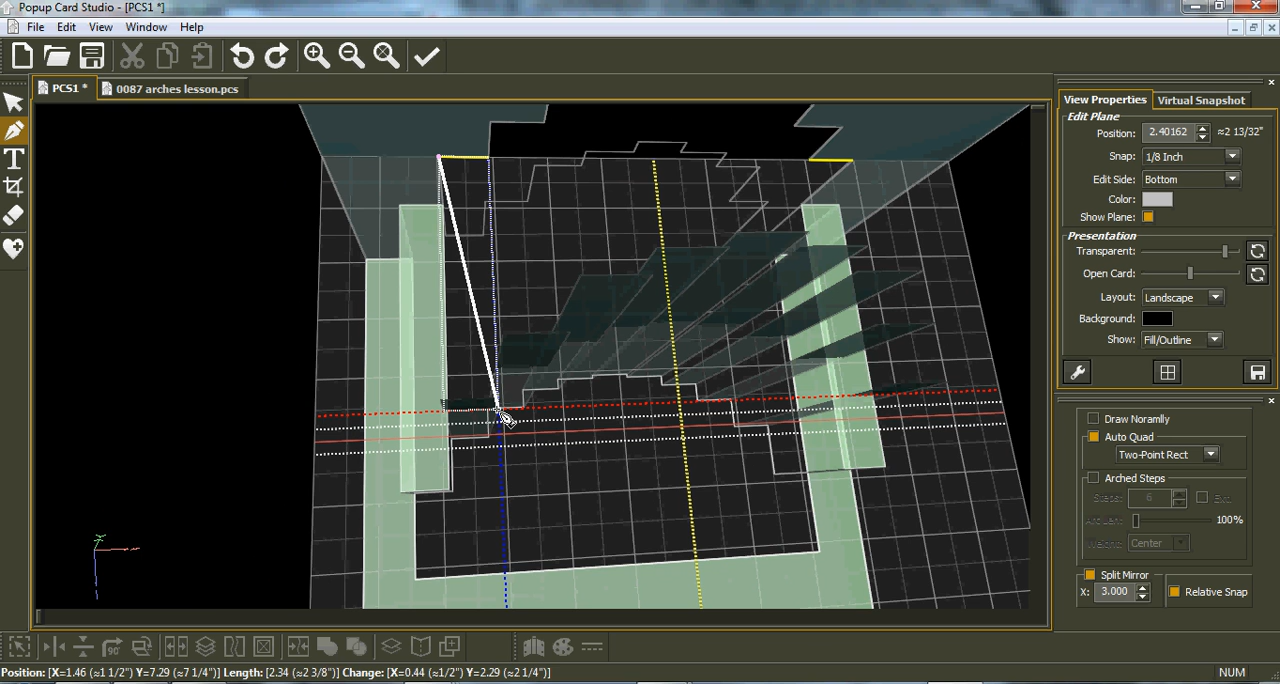 Popup Card Studio - [PCS1 *]
File Edit View Window Help
PCS1 * 0087 arches lesson.pcs
View Properties Virtual Snapshot
Edit Plane
Position: 2.40162 ≈2 13/32"
Snap: 1/8 Inch
Edit Side: Bottom
Color:
Show Plane:
Presentation
Transparent:
Open Card:
Layout: Landscape
Background:
Show: Fill/Outline
Draw Noramlly
Auto Quad
Two-Point Rect
Arched Steps
Steps: 6 Ext.
100%
Weight: Center
Split Mirror
X: 3.000 Relative Snap
Position: [X=1.46 (≈1 1/2") Y=7.29 (≈7 1/4")] Length: [2.34 (≈2 3/8")] Change: [X=0.44 (≈1/2") Y=2.29 (≈2 1/4")] NUM